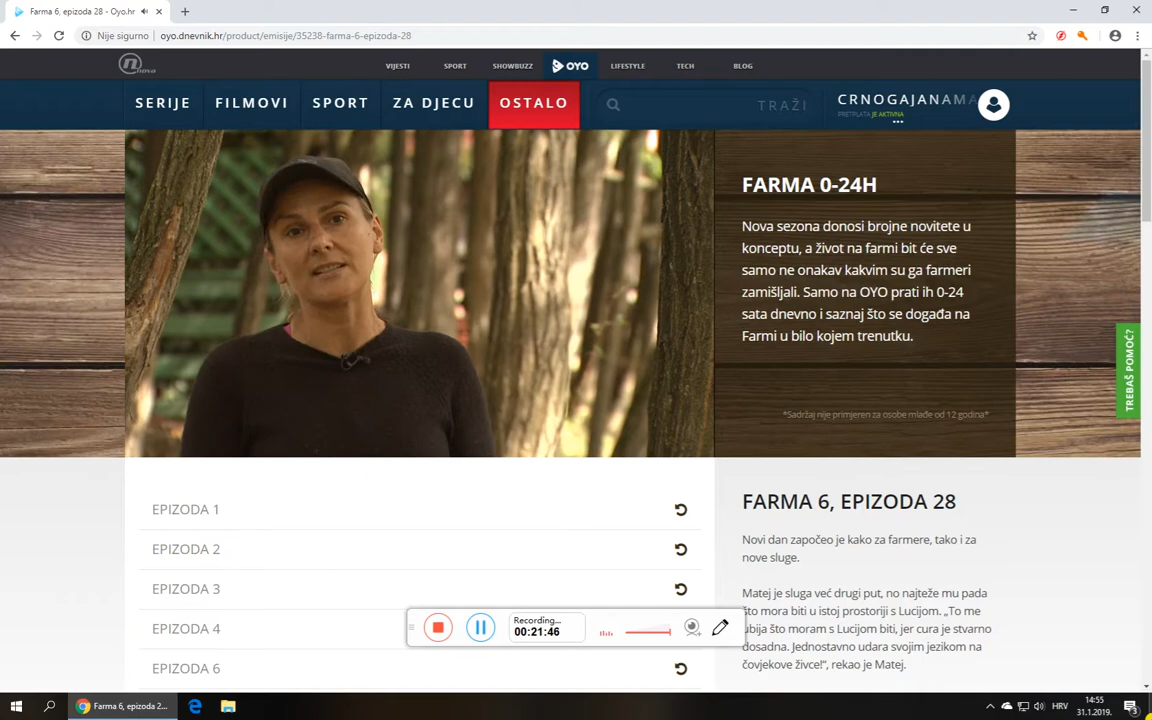 Farma 6, epizoda 28 - Oyo.hr
Nije sigurno
oyo.dnevnik.hr/product/emisije/35238-farma-6-epizoda-28
nova
VIJESTI
SPORT
SHOWBUZZ
OYO
LIFESTYLE
TECH
BLOG
SERIJE
FILMOVI
SPORT
ZA DJECU
OSTALO
TRAŽI
CRNOGAJANAMA
PRETPLATA JE AKTIVNA
FARMA 0-24H
Nova sezona donosi brojne novitete u
konceptu, a život na farmi bit će sve
samo ne onakav kakvim su ga farmeri
zamišljali. Samo na OYO prati ih 0-24
sata dnevno i saznaj što se događa na
Farmi u bilo kojem trenutku.
*Sadržaj nije primjeren za osobe mlađe od 12 godina*
TREBAŠ POMOĆ?
EPIZODA 1
EPIZODA 2
EPIZODA 3
EPIZODA 4
EPIZODA 6
FARMA 6, EPIZODA 28
Novi dan započeo je kako za farmere, tako i za
nove sluge.
Matej je sluga već drugi put, no najteže mu pada
što mora biti u istoj prostoriji s Lucijom. „To me
ubija što moram s Lucijom biti, jer cura je stvarno
dosadna. Jednostavno udara svojim jezikom na
čovjekove živce!", rekao je Matej.
Recording...
00:21:46
Farma 6, epizoda 2...
HRV
14:55
31.1.2019.
3